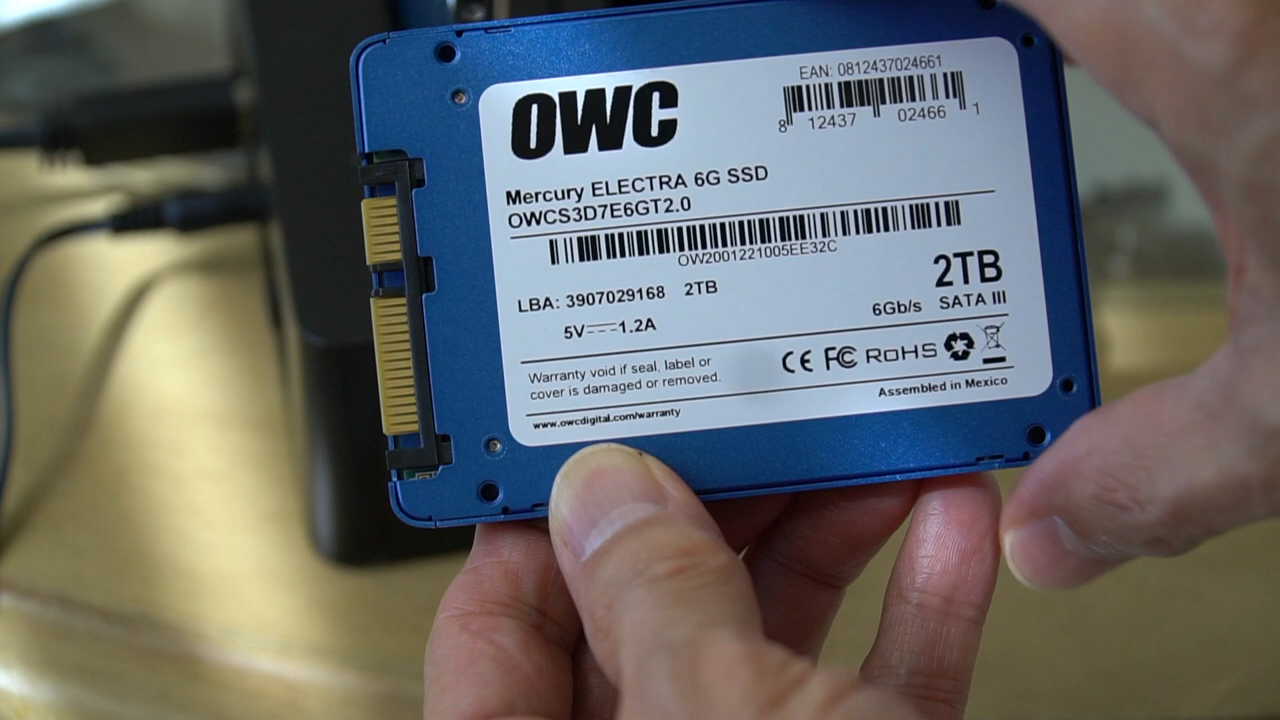 OWC
EAN: 0812437024661
8 12437 02466 1
Mercury ELECTRA 6G SSD
OWCS3D7E6GT2.0
OW2001221005EE32C
LBA: 3907029168 2TB
2TB
5V⎓1.2A
6Gb/s SATA III
Warranty void if seal, label or
cover is damaged or removed.
CE FC RoHS
www.owcdigital.com/warranty
Assembled in Mexico